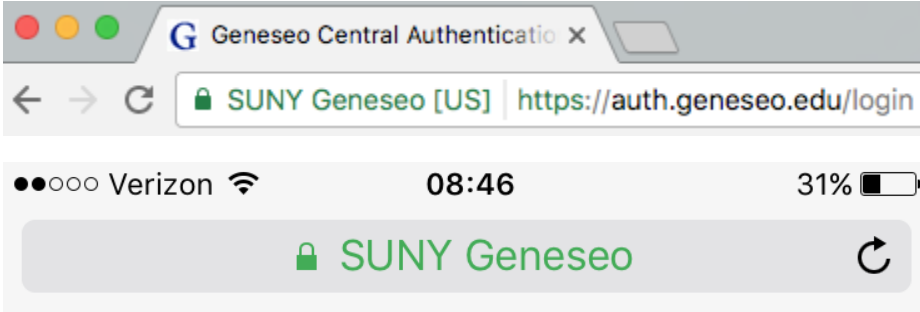 G Geneseo Central Authenticatio
SUNY Geneseo [US] https://auth.geneseo.edu/login
Verizon 08:46 31%
SUNY Geneseo